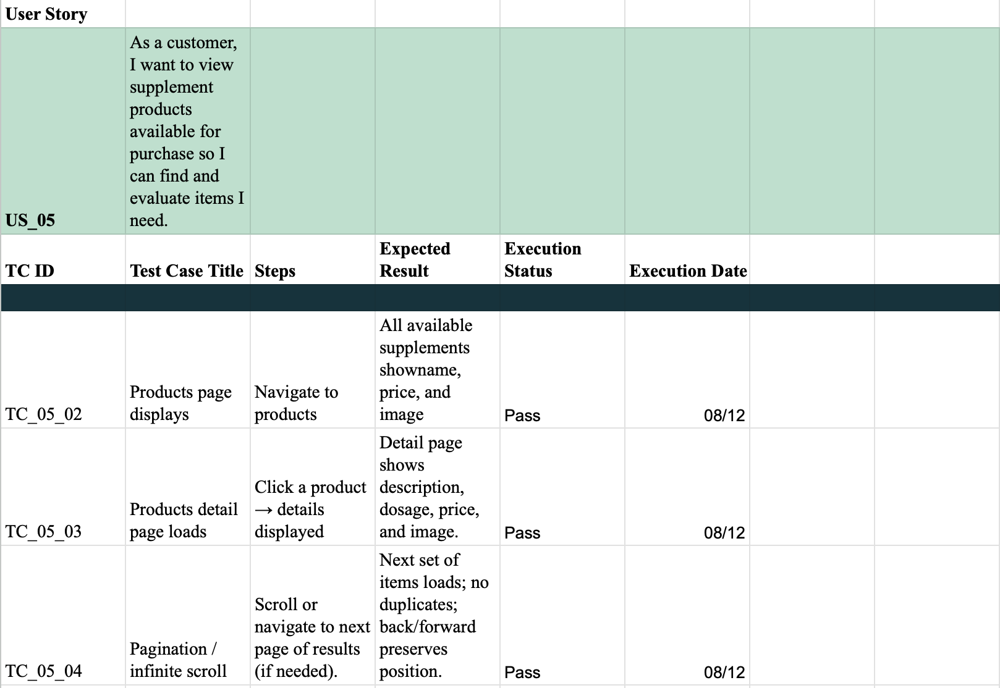 User Story
US_05
As a customer,
I want to view
supplement
products
available for
purchase so I
can find and
evaluate items I
need.
TC ID
Test Case Title
Steps
Expected
Result
Execution
Status
Execution Date
TC_05_02
Products page
displays
Navigate to
products
All available
supplements
showname,
price, and
image
Pass
08/12
TC_05_03
Products detail
page loads
Click a product
→ details
displayed
Detail page
shows
description,
dosage, price,
and image.
Pass
08/12
TC_05_04
Pagination /
infinite scroll
Scroll or
navigate to next
page of results
(if needed).
Next set of
items loads; no
duplicates;
back/forward
preserves
position.
Pass
08/12